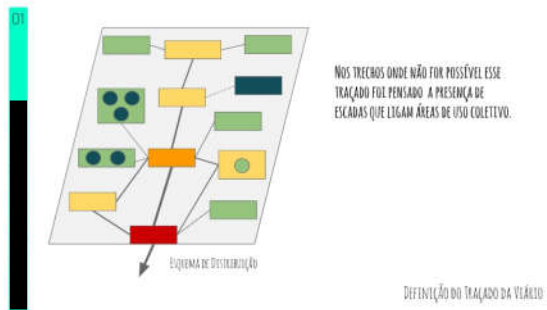 01
NOS TRECHOS ONDE NÃO FOR POSSÍVEL ESSE
TRAÇADO FOI PENSADO A PRESENÇA DE
ESCADAS QUE LIGAM ÁREAS DE USO COLETIVO.
ESQUEMA DE DISTRIBUIÇÃO
DEFINIÇÃO DO TRAÇADO DA VIÁRIO